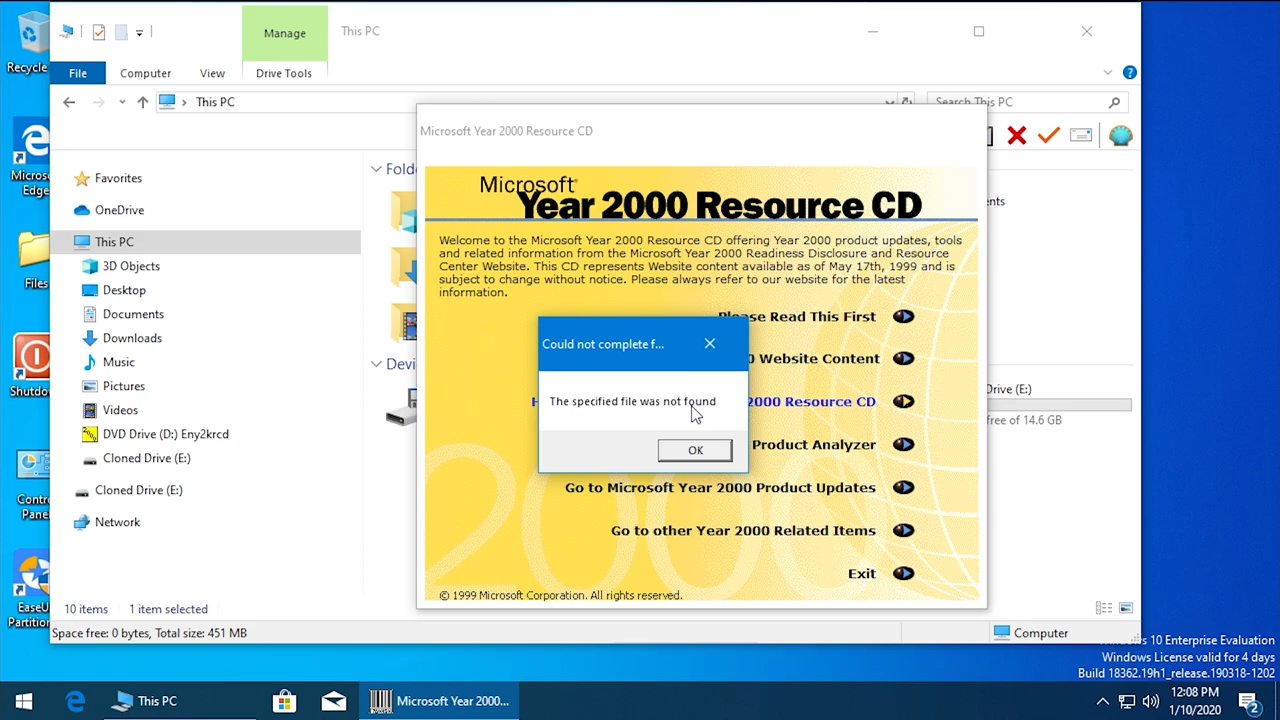 Manage
This PC
File
Computer
View
Drive Tools
This PC
Search This PC
Microsoft Year 2000 Resource CD
Recycle
Microso
Edge
Files
Shutdo
Contro
Panel
EaseU
Partition
Favorites
OneDrive
This PC
3D Objects
Desktop
Documents
Downloads
Music
Pictures
Videos
DVD Drive (D:) Eny2krcd
Cloned Drive (E:)
Cloned Drive (E:)
Network
Folde
Devi
ents
Drive (E:)
free of 14.6 GB
Microsoft®
Year 2000 Resource CD
Welcome to the Microsoft Year 2000 Resource CD offering Year 2000 product updates, tools
and related information from the Microsoft Year 2000 Readiness Disclosure and Resource
Center Website. This CD represents Website content available as of May 17th, 1999 and is
subject to change without notice. Please always refer to our website for the latest
information.
Please Read This First
0 Website Content
H 2000 Resource CD
Product Analyzer
Go to Microsoft Year 2000 Product Updates
Go to other Year 2000 Related Items
Exit
2000
© 1999 Microsoft Corporation. All rights reserved.
Could not complete f...
The specified file was not found
OK
10 items
1 item selected
Space free: 0 bytes, Total size: 451 MB
Computer
Windows 10 Enterprise Evaluation
Windows License valid for 4 days
Build 18362.19h1_release.190318-1202
This PC
Microsoft Year 2000...
12:08 PM
1/10/2020
2